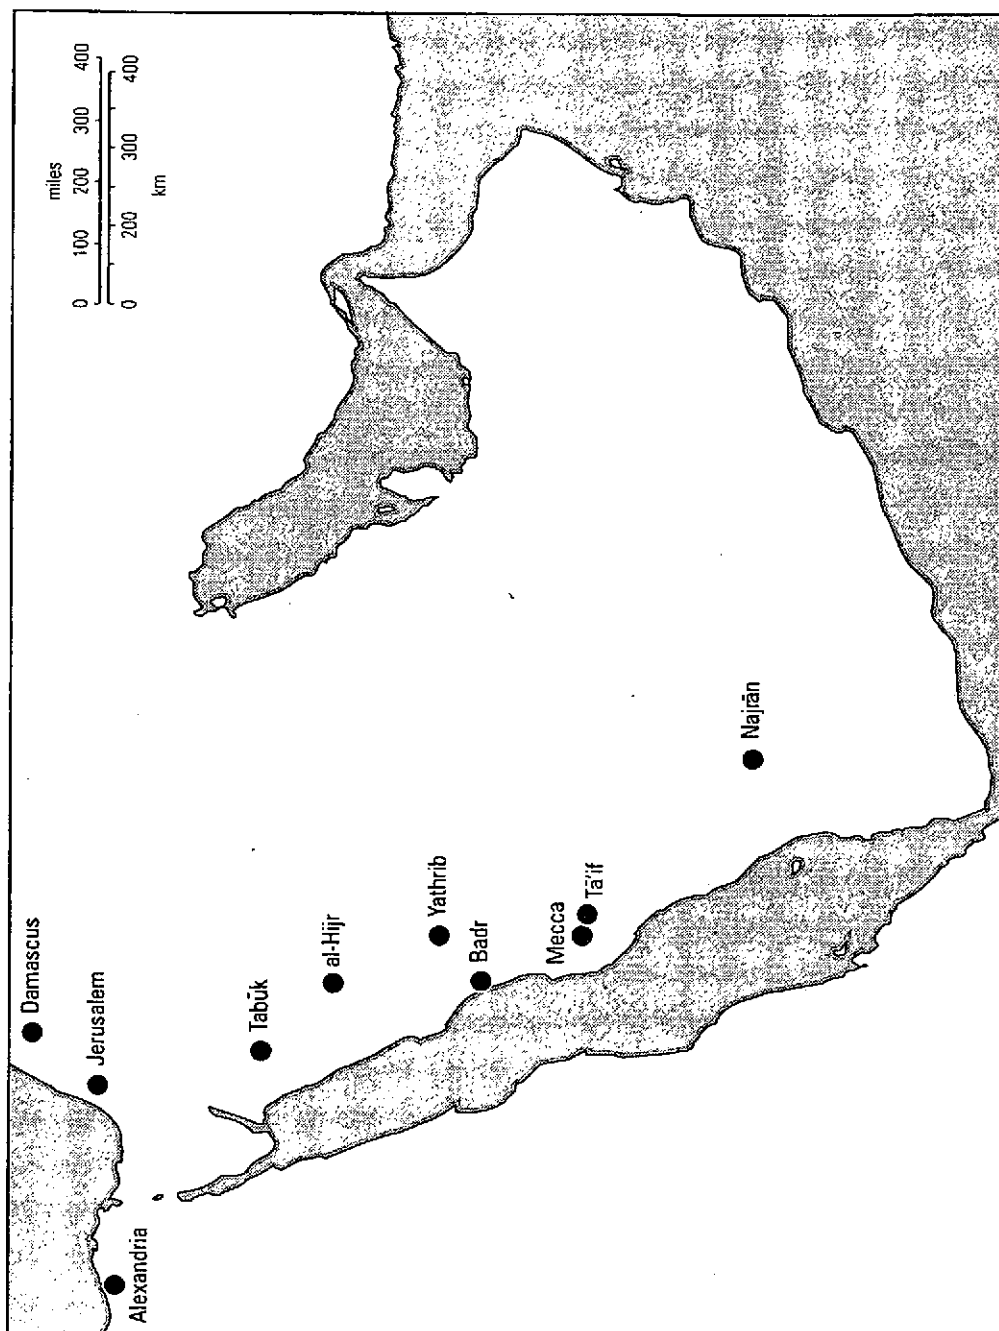 Damascus
Jerusalem
Alexandria
Tabūk
al-Hijr
Yathrib
Badr
Mecca
Tā'if
Najrān
miles
0 100 200 300 400
0 200 300 400
km